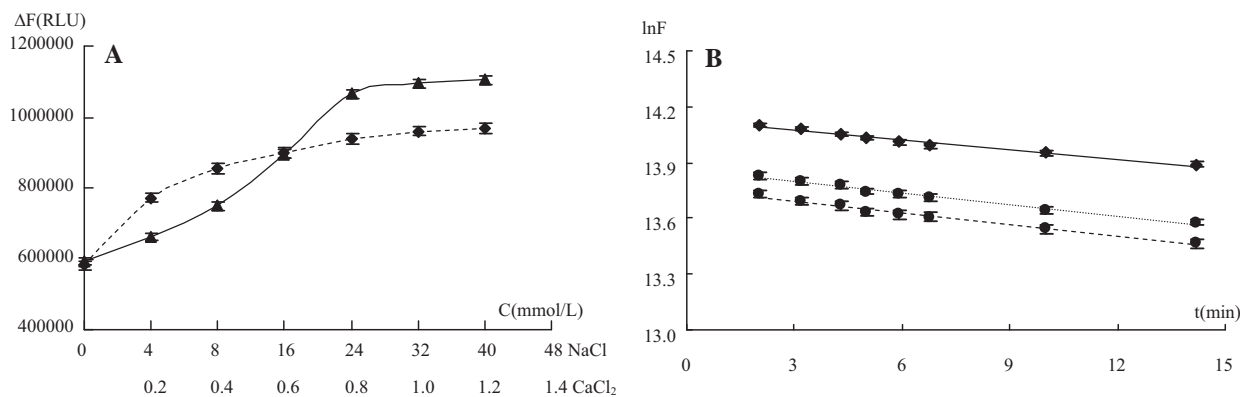 ΔF(RLU)
1200000
A
1000000
800000
600000
400000
C(mmol/L)
0 4 8 16 24 32 40 48 NaCl
0.2 0.4 0.6 0.8 1.0 1.2 1.4 CaCl₂
lnF
14.5
B
14.2
13.9
13.6
13.3
13.0
t(min)
0 3 6 9 12 15